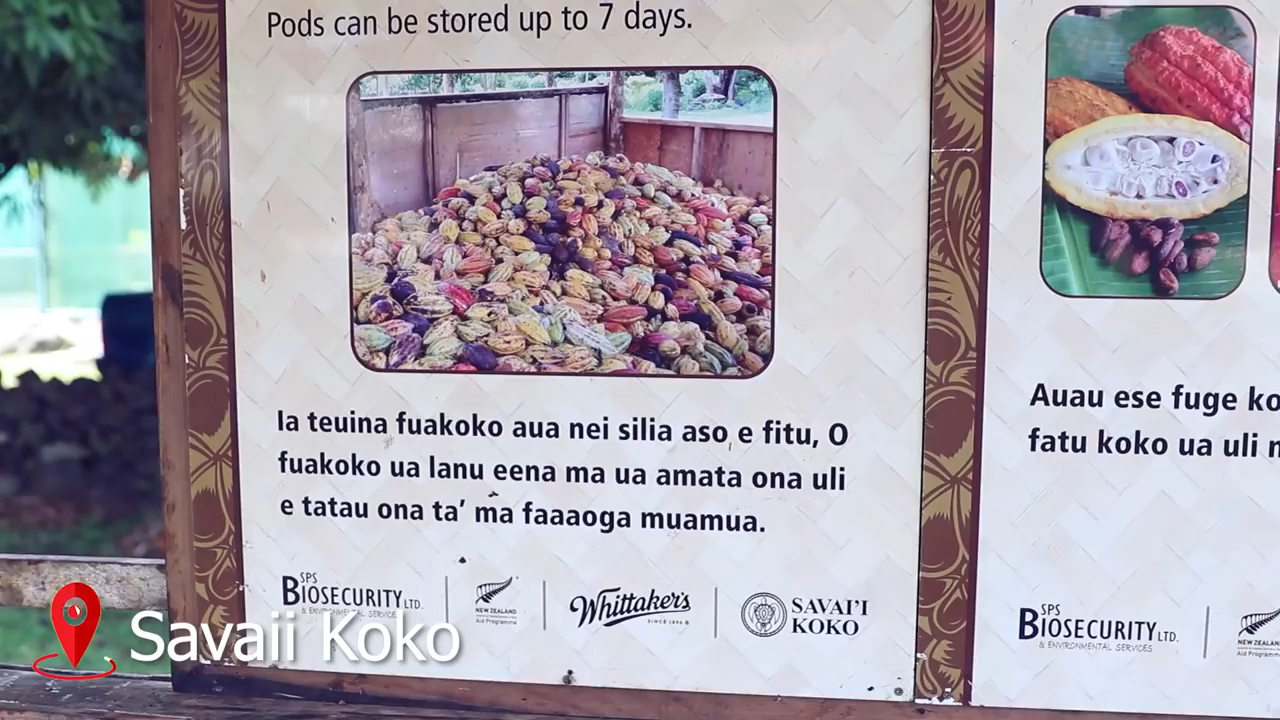 Pods can be stored up to 7 days.
Ia teuina fuakoko aua nei silia aso e fitu, O
fuakoko ua lanu eena ma ua amata ona uli
e tatau ona ta’ ma faaaoga muamua.
SPS
BIOSECURITY LTD.
& ENVIRONMENTAL SERVICES
NEW ZEALAND
Aid Programme
Whittaker's
SINCE 1896
SAVAI'I
KOKO
Auau ese fuge ko
fatu koko ua uli
SPS
BIOSECURITY LTD.
& ENVIRONMENTAL SERVICES
NEW ZEALAND
Aid Programme
Savaii Koko